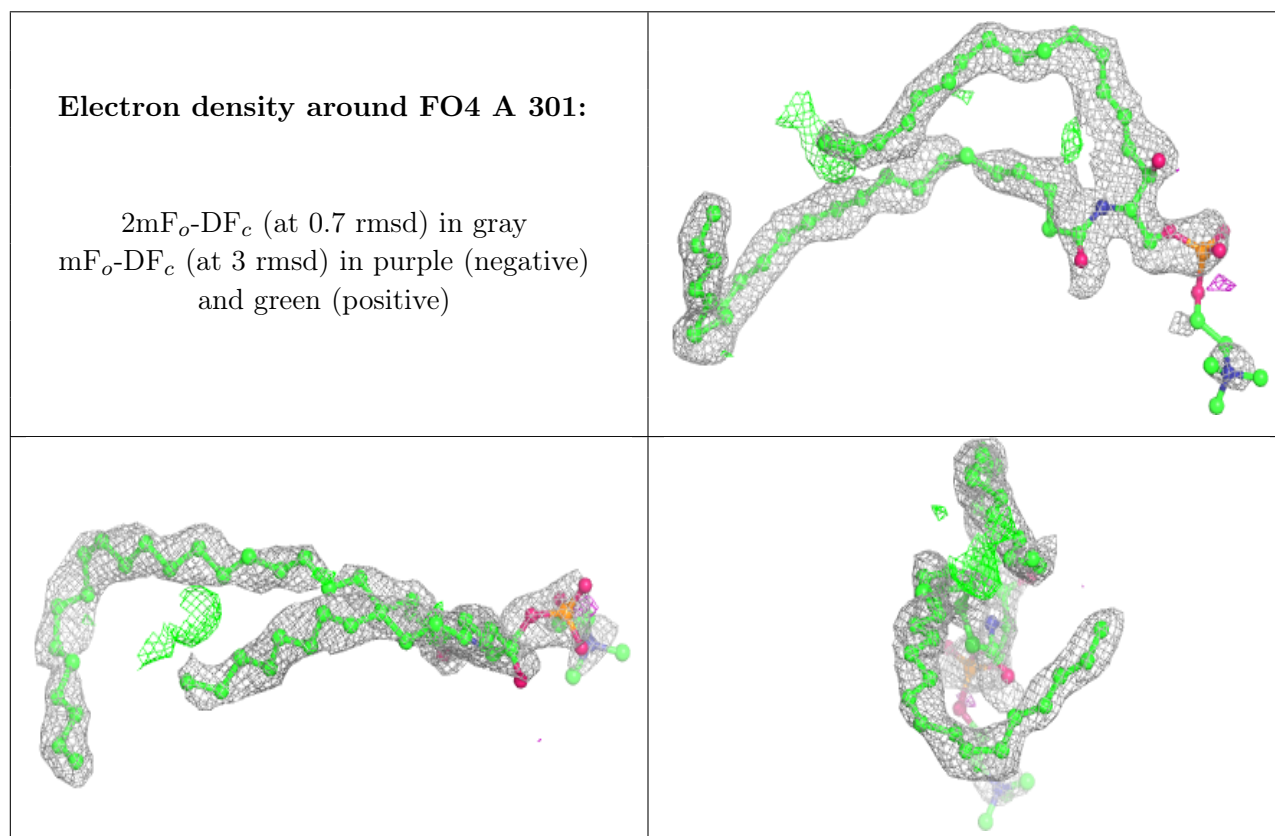 Electron density around FO4 A 301:
2mFo-DFc (at 0.7 rmsd) in gray
mFo-DFc (at 3 rmsd) in purple (negative)
and green (positive)